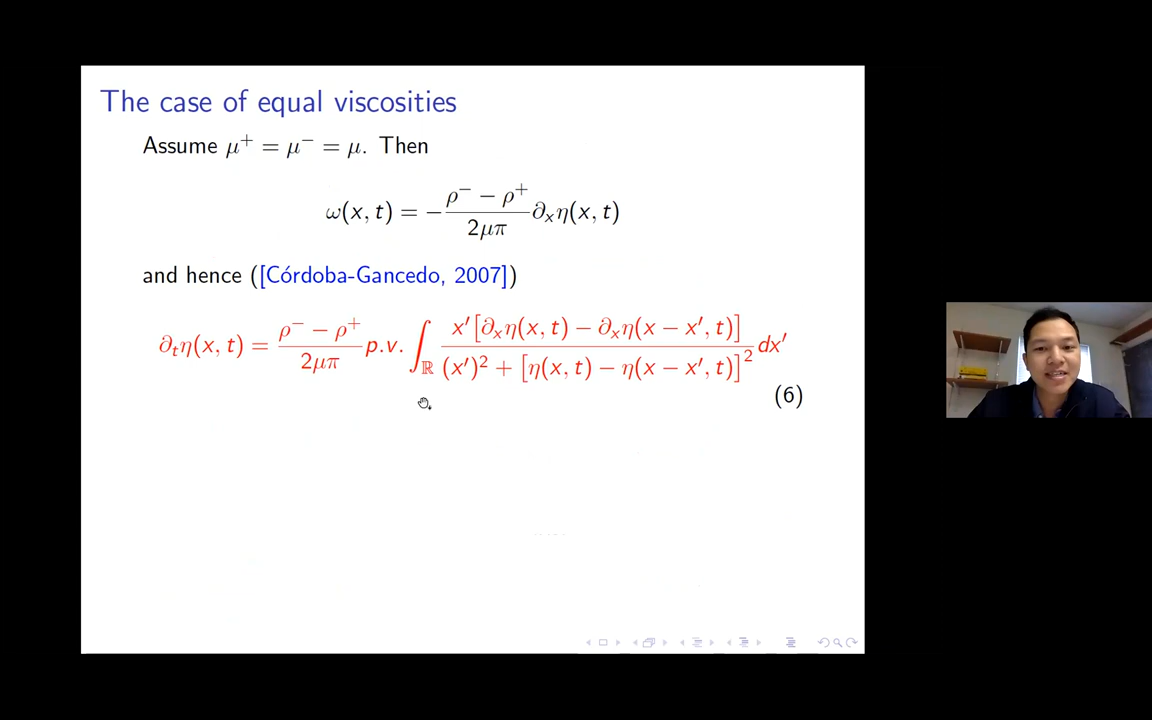 The case of equal viscosities
Assume μ⁺ = μ⁻ = μ. Then
ω(x, t) = −(ρ⁻ − ρ⁺)/(2μπ) ∂ₓη(x, t)
and hence ([Córdoba-Gancedo, 2007])
∂ₜη(x, t) = (ρ⁻ − ρ⁺)/(2μπ) p.v. ∫_ℝ x′[∂ₓη(x, t) − ∂ₓη(x − x′, t)] / ((x′)² + [η(x, t) − η(x − x′, t)]²) dx′
(6)